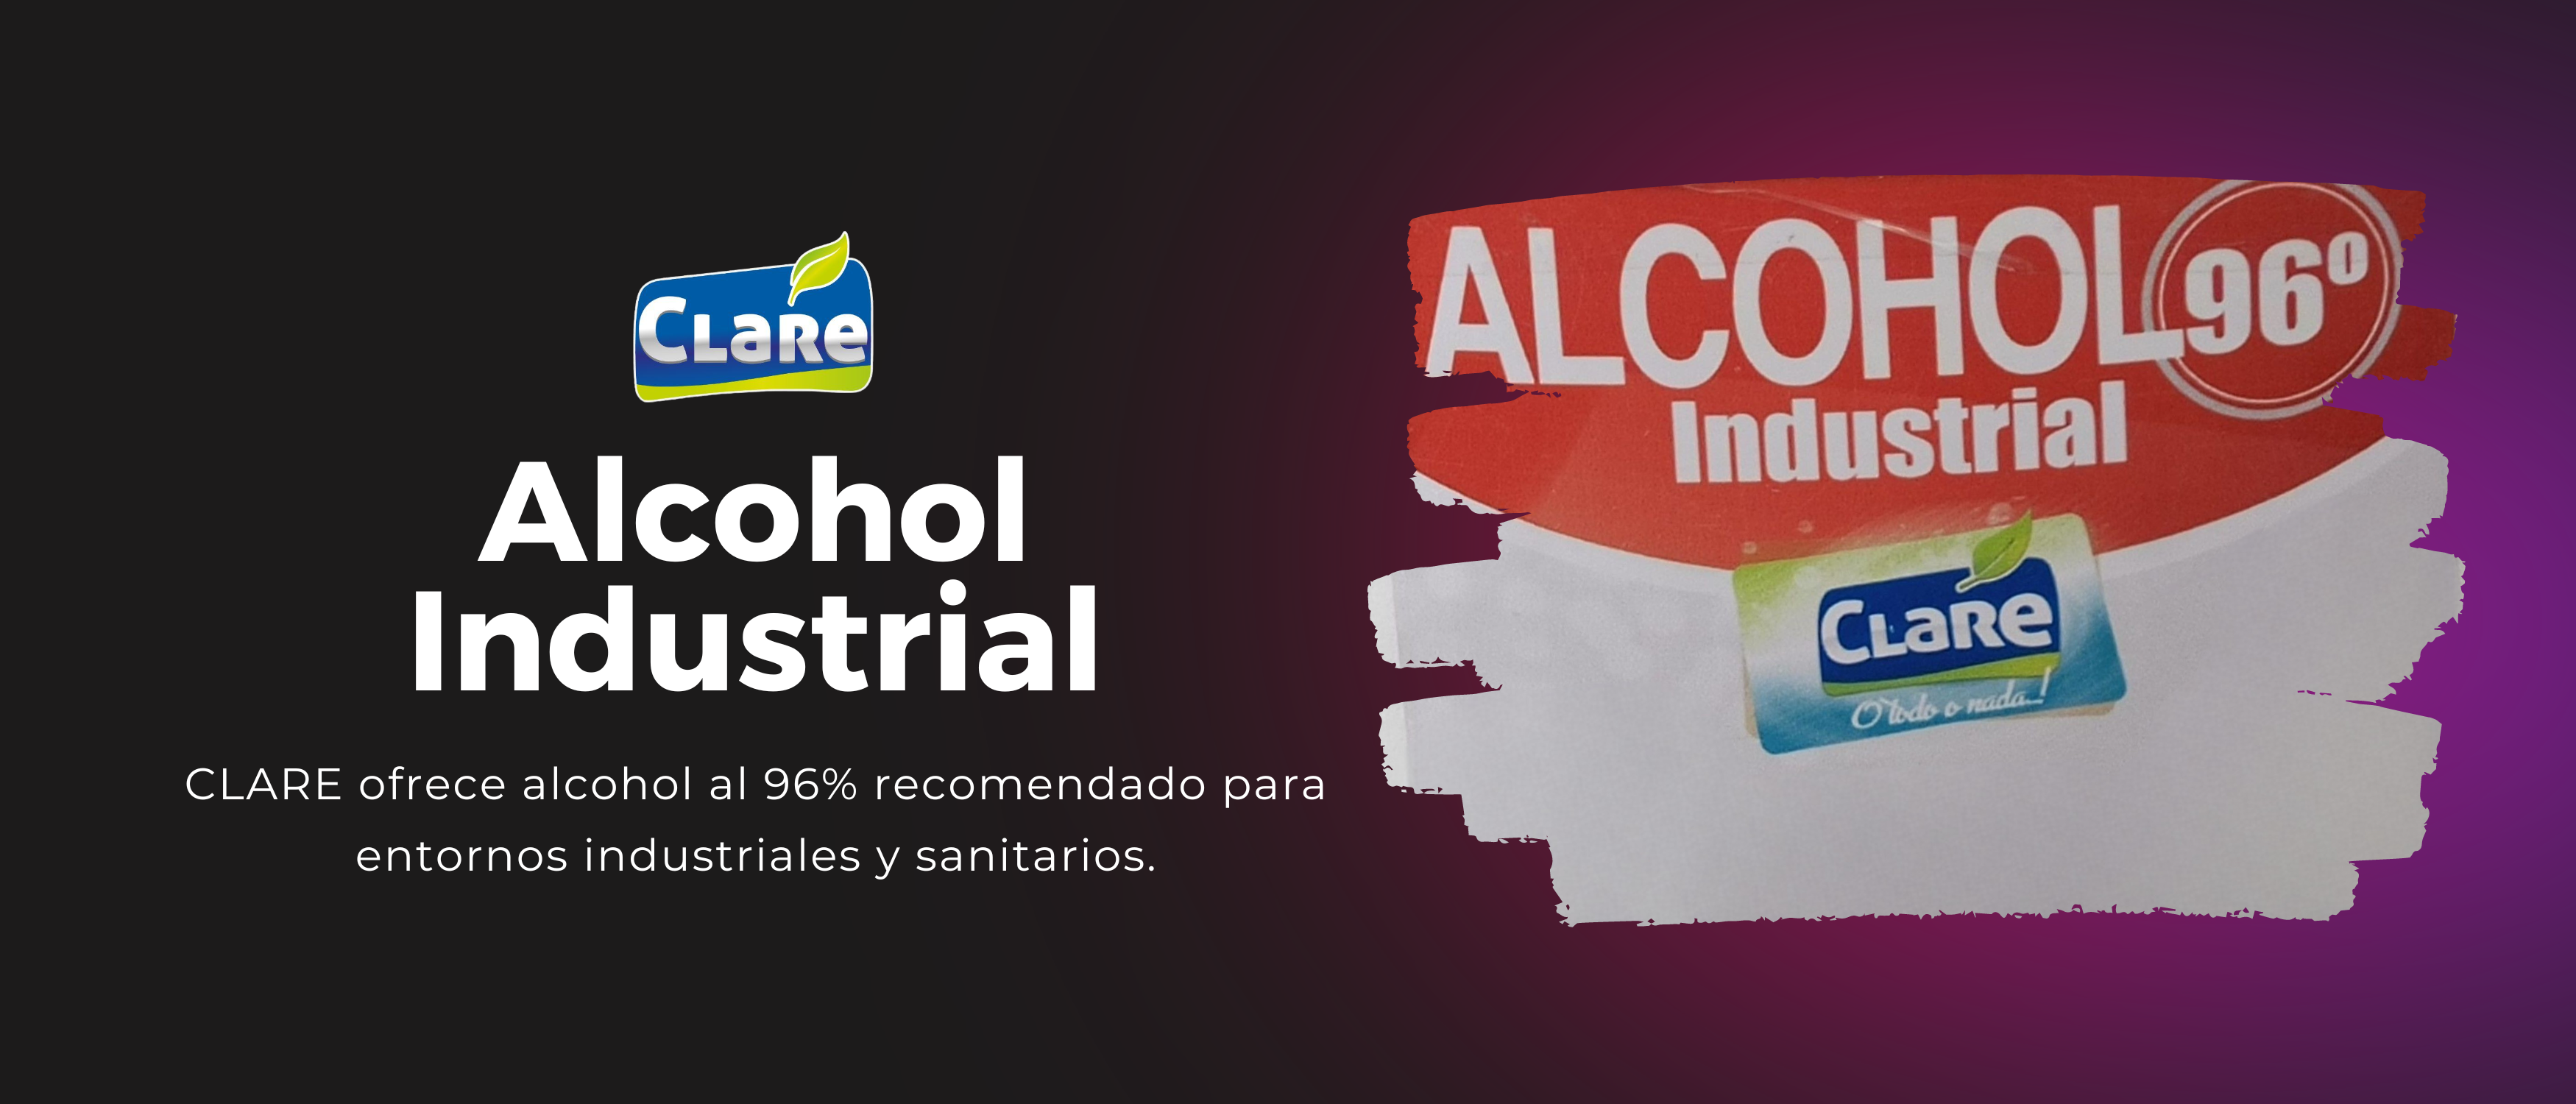 CLaRe
Alcohol
Industrial
CLARE ofrece alcohol al 96% recomendado para
entornos industriales y sanitarios.
ALCOHOL 96º
Industrial
CLaRe
O todo o nada...!